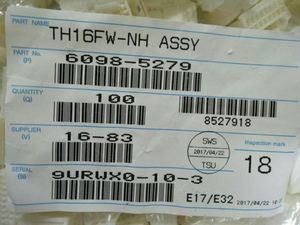 PART NAME
TH16FW-NH ASSY
PART No.
(P)
6098-5279
QUANTITY
(Q)
100
8527918
SUPPLIER
(V)
16-83
SWS
2017/04/22
TSU
Inspection mark
18
SERIAL
(S)
9URWX0-10-3
E17/E32
2017/04/22